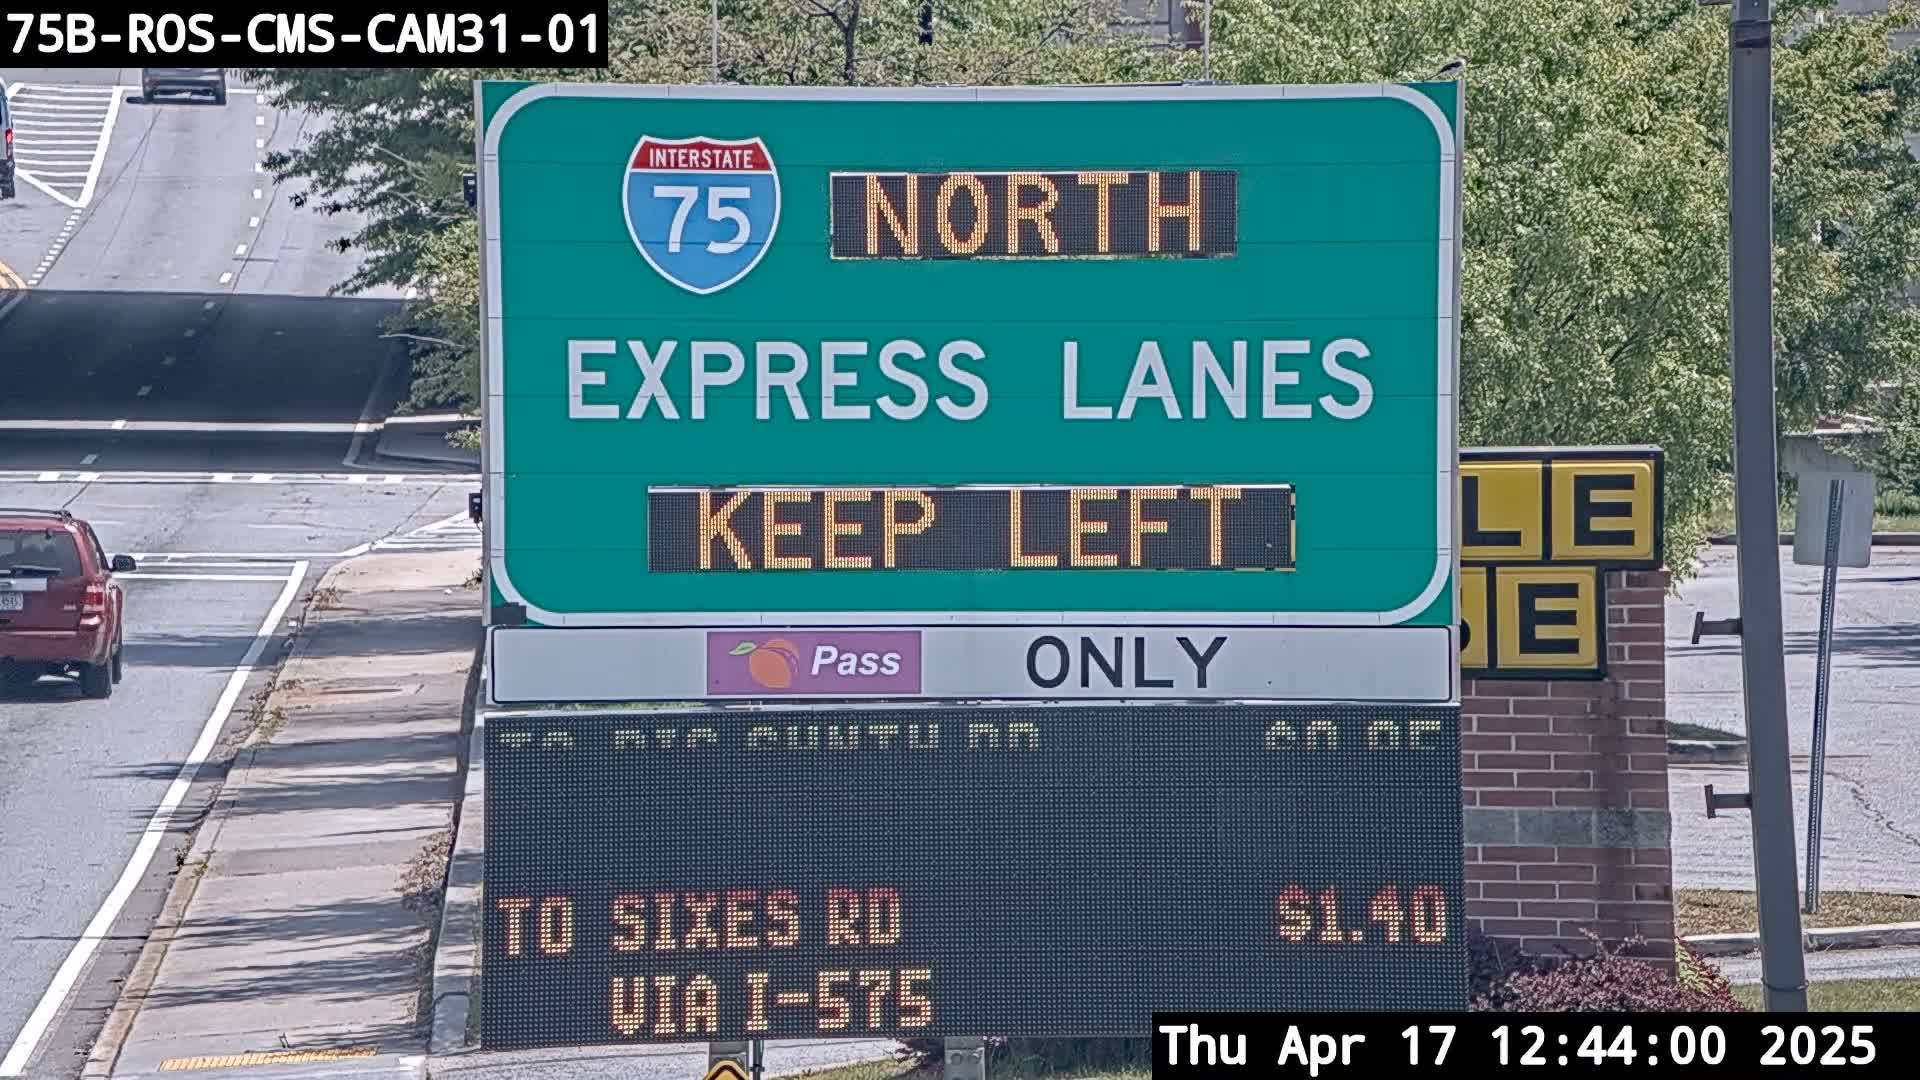 75B-ROS-CMS-CAM31-01
INTERSTATE
75
NORTH
EXPRESS LANES
KEEP LEFT
Pass ONLY
LE
E
TO SIXES RD $1.40
VIA I-575
Thu Apr 17 12:44:00 2025